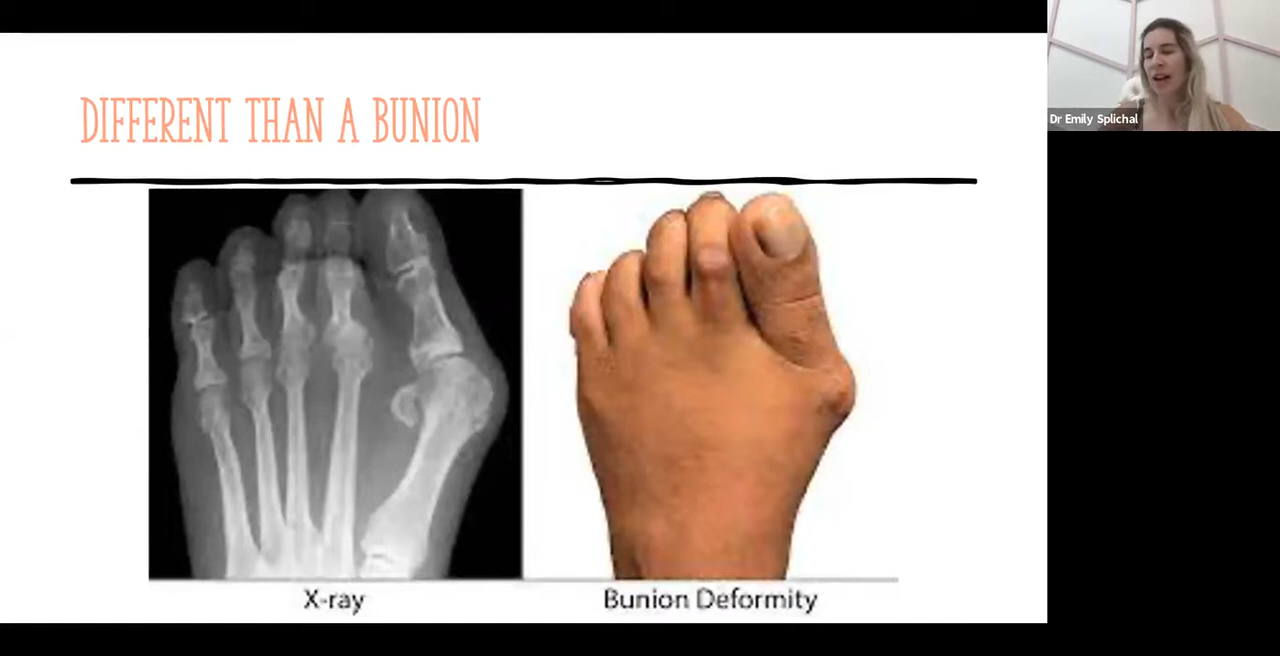 DIFFERENT THAN A BUNION
Dr Emily Splichal
X-ray
Bunion Deformity